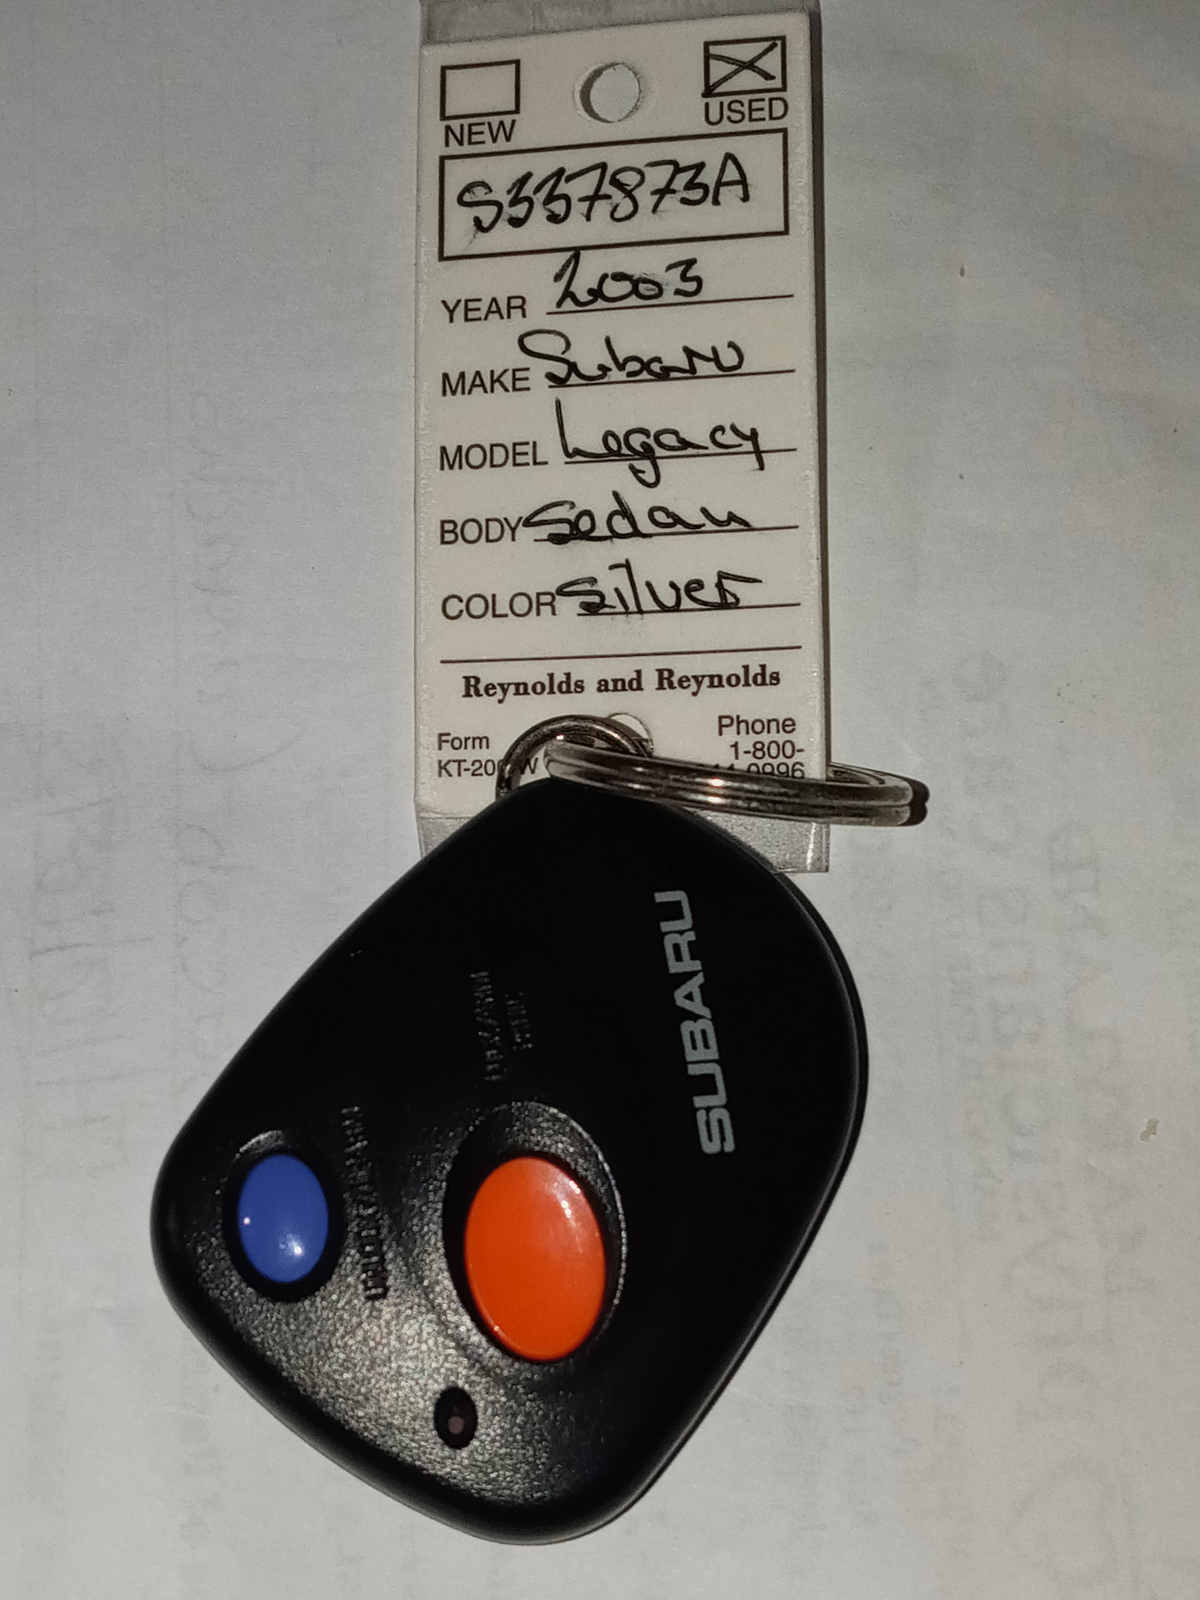 NEW
USED
S337873A
YEAR 2003
MAKE Subaru
MODEL Legacy
BODY Sedan
COLOR Silver
Reynolds and Reynolds
Form
Phone
1-800-
0996
SUBARU